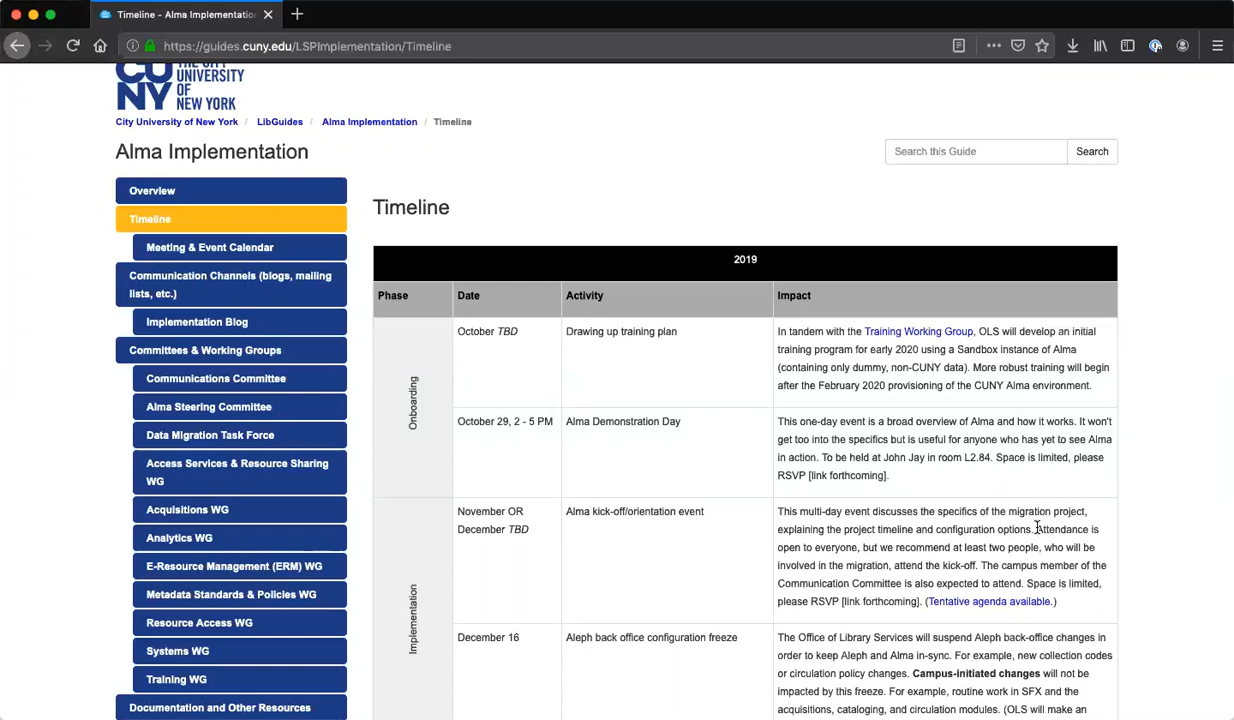 Timeline - Alma Implementation
https://guides.cuny.edu/LSPImplementation/Timeline
CUNY
THE CITY
UNIVERSITY
OF
NEW YORK
City University of New York / LibGuides / Alma Implementation / Timeline
Alma Implementation
Search this Guide
Search
Overview
Timeline
Meeting & Event Calendar
Communication Channels (blogs, mailing
lists, etc.)
Implementation Blog
Committees & Working Groups
Communications Committee
Alma Steering Committee
Data Migration Task Force
Access Services & Resource Sharing
WG
Acquisitions WG
Analytics WG
E-Resource Management (ERM) WG
Metadata Standards & Policies WG
Resource Access WG
Systems WG
Training WG
Documentation and Other Resources
Timeline
2019
Phase
Date
Activity
Impact
Onboarding
October TBD
Drawing up training plan
In tandem with the Training Working Group, OLS will develop an initial
training program for early 2020 using a Sandbox instance of Alma
(containing only dummy, non-CUNY data). More robust training will begin
after the February 2020 provisioning of the CUNY Alma environment.
October 29, 2 - 5 PM
Alma Demonstration Day
This one-day event is a broad overview of Alma and how it works. It won't
get too into the specifics but is useful for anyone who has yet to see Alma
in action. To be held at John Jay in room L2.84. Space is limited, please
RSVP [link forthcoming].
Implementation
November OR
December TBD
Alma kick-off/orientation event
This multi-day event discusses the specifics of the migration project,
explaining the project timeline and configuration options. Attendance is
open to everyone, but we recommend at least two people, who will be
involved in the migration, attend the kick-off. The campus member of the
Communication Committee is also expected to attend. Space is limited,
please RSVP [link forthcoming]. (Tentative agenda available.)
December 16
Aleph back office configuration freeze
The Office of Library Services will suspend Aleph back-office changes in
order to keep Aleph and Alma in-sync. For example, new collection codes
or circulation policy changes. Campus-initiated changes will not be
impacted by this freeze. For example, routine work in SFX and the
acquisitions, cataloging, and circulation modules. (OLS will make an